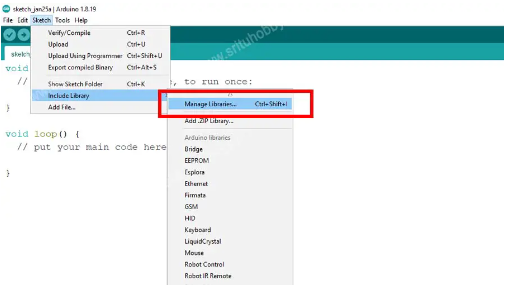 sketch_jan25a | Arduino 1.8.19
File Edit Sketch Tools Help
Verify/Compile Ctrl+R
Upload Ctrl+U
Upload Using Programmer Ctrl+Shift+U
Export compiled Binary Ctrl+Alt+S
Show Sketch Folder Ctrl+K
Include Library
Add File...
void
// , to run once:
}
Manage Libraries... Ctrl+Shift+I
Add .ZIP Library...
Arduino libraries
Bridge
EEPROM
Esplora
Ethernet
Firmata
GSM
HID
Keyboard
LiquidCrystal
Mouse
Robot Control
Robot IR Remote
void loop() {
// put your main code here
}
www.srituhobby